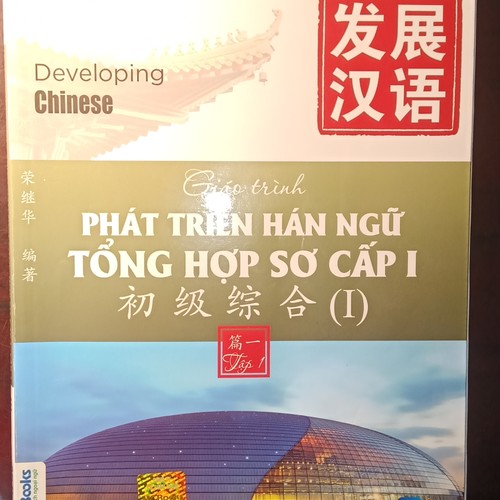 Developing
Chinese
发展
汉语
荣继华 编著
Giáo trình
PHÁT TRIỂN HÁN NGỮ
TỔNG HỢP SƠ CẤP I
初级综合(I)
篇一
Tập 1
Books